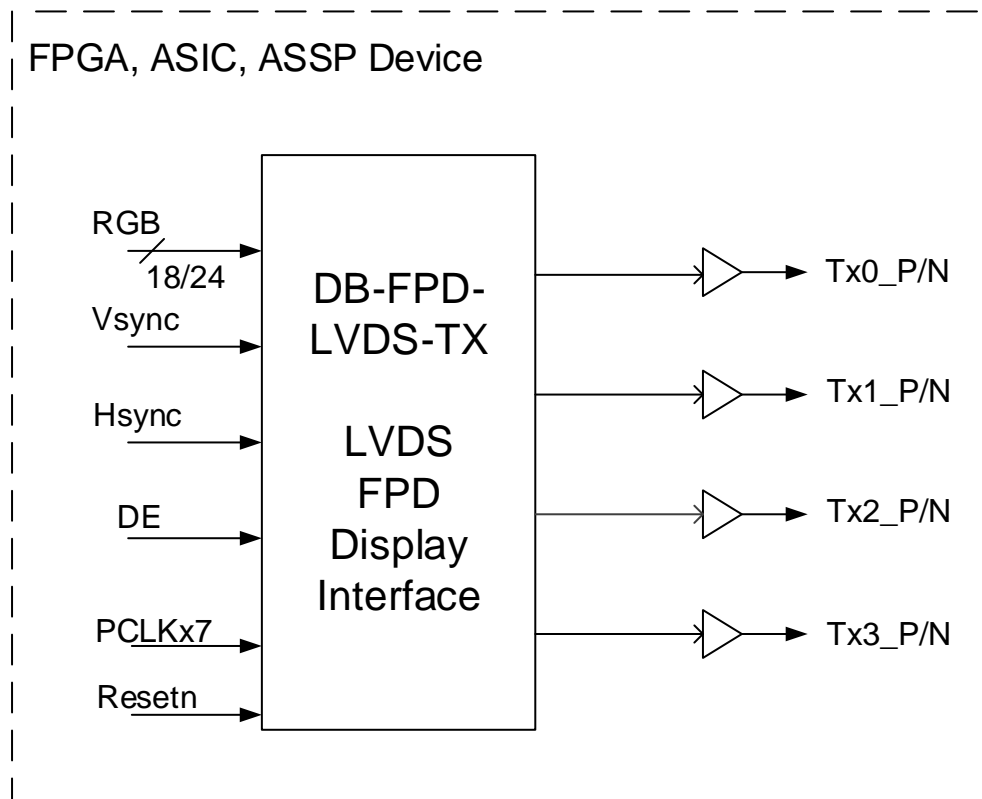 FPGA, ASIC, ASSP Device
RGB
18/24
Vsync
Hsync
DE
PCLKx7
Resetn
DB-FPD-
LVDS-TX
LVDS
FPD
Display
Interface
Tx0_P/N
Tx1_P/N
Tx2_P/N
Tx3_P/N